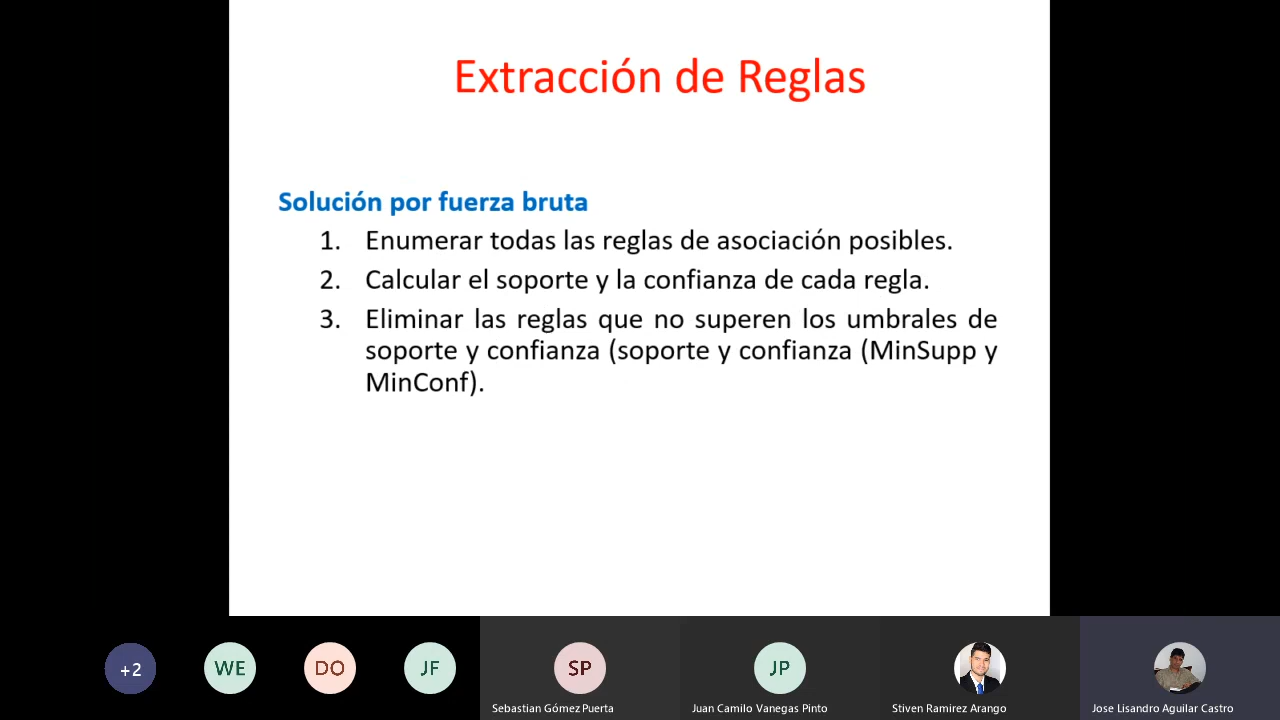 Extracción de Reglas
Solución por fuerza bruta
1. Enumerar todas las reglas de asociación posibles.
2. Calcular el soporte y la confianza de cada regla.
3. Eliminar las reglas que no superen los umbrales de
soporte y confianza (soporte y confianza (MinSupp y
MinConf).
+2
WE
DO
JF
SP
JP
Sebastian Gómez Puerta
Juan Camilo Vanegas Pinto
Stiven Ramirez Arango
Jose Lisandro Aguilar Castro